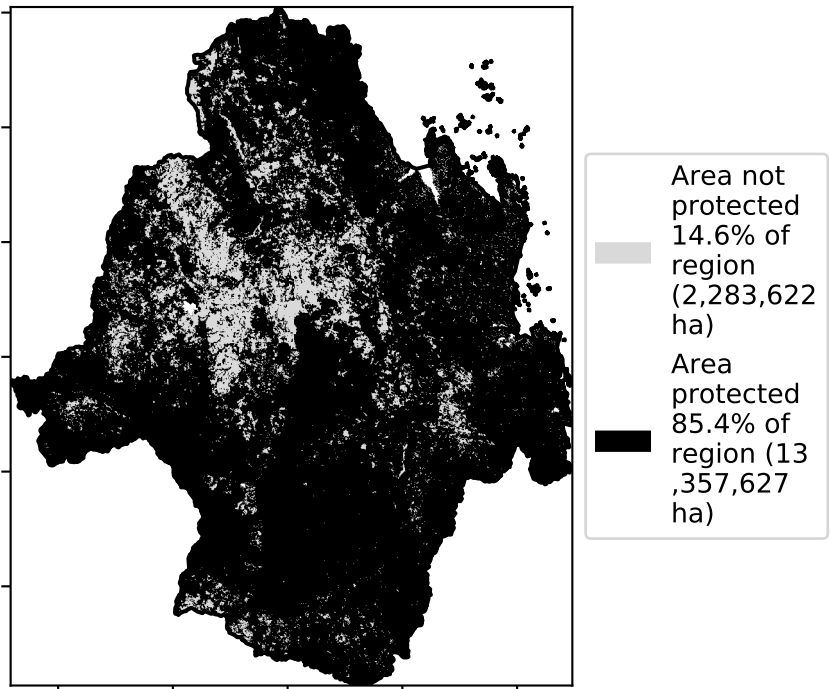 Area not
protected
14.6% of
region
(2,283,622
ha)
Area
protected
85.4% of
region (13
,357,627
ha)